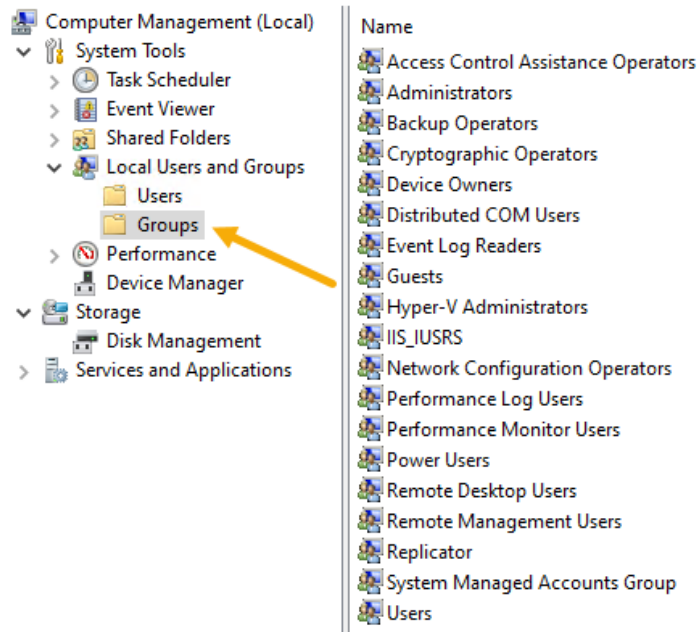 Computer Management (Local)
System Tools
Task Scheduler
Event Viewer
Shared Folders
Local Users and Groups
Users
Groups
Performance
Device Manager
Storage
Disk Management
Services and Applications
Name
Access Control Assistance Operators
Administrators
Backup Operators
Cryptographic Operators
Device Owners
Distributed COM Users
Event Log Readers
Guests
Hyper-V Administrators
IIS_IUSRS
Network Configuration Operators
Performance Log Users
Performance Monitor Users
Power Users
Remote Desktop Users
Remote Management Users
Replicator
System Managed Accounts Group
Users